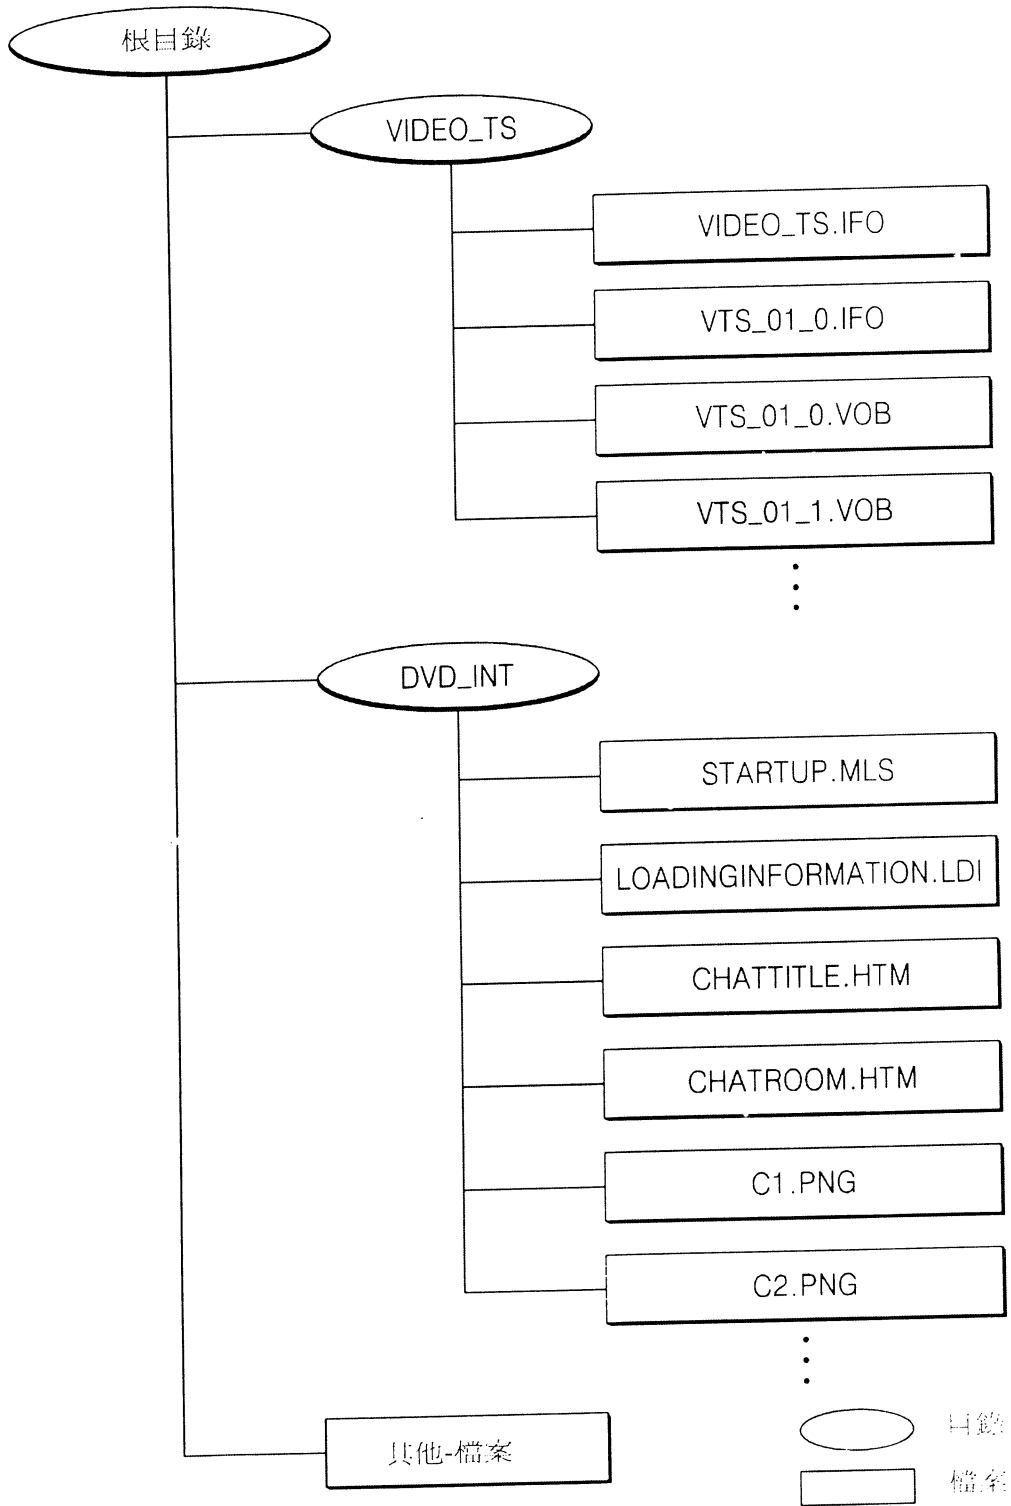 根目錄
VIDEO_TS
VIDEO_TS.IFO
VTS_01_0.IFO
VTS_01_0.VOB
VTS_01_1.VOB
DVD_INT
STARTUP.MLS
LOADINGINFORMATION.LDI
CHATTITLE.HTM
CHATROOM.HTM
C1.PNG
C2.PNG
其他-檔案
目錄
檔案